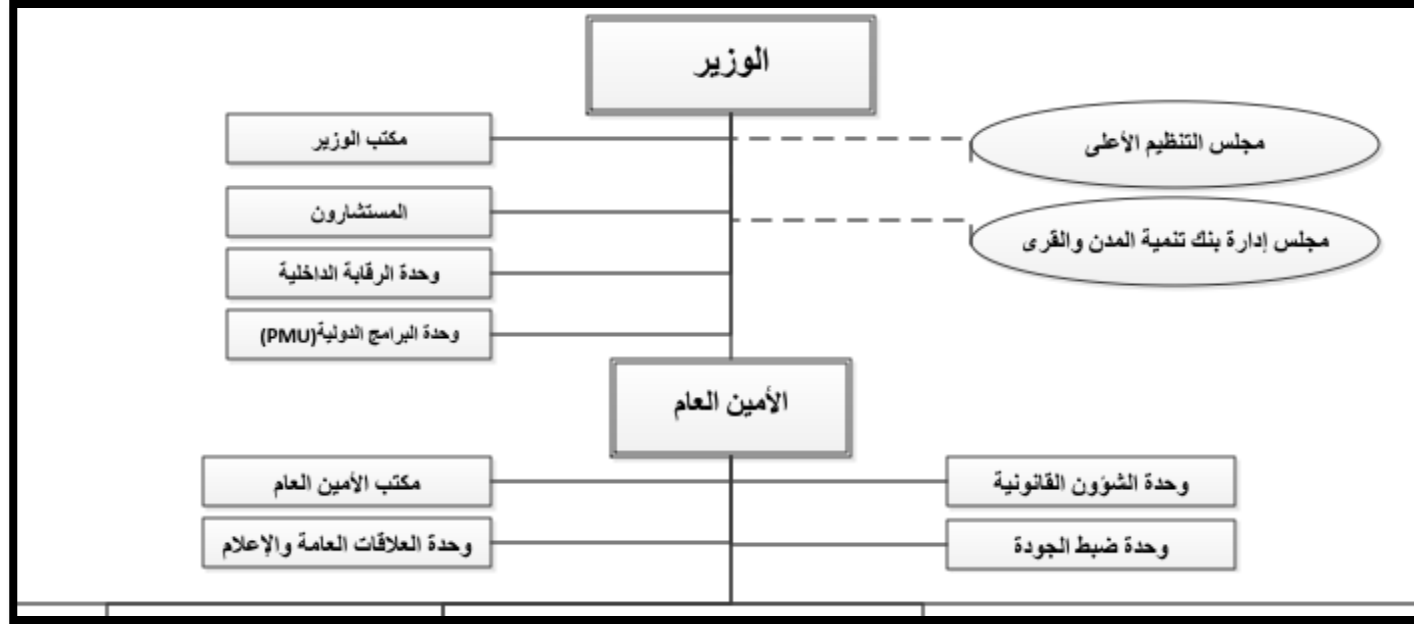 الوزير
مجلس التنظيم الأعلى
مكتب الوزير
المستشارون
مجلس إدارة بنك تنمية المدن والقرى
وحدة الرقابة الداخلية
وحدة البرامج الدولية(PMU)
الأمين العام
وحدة الشؤون القانونية
مكتب الأمين العام
وحدة ضبط الجودة
وحدة العلاقات العامة والإعلام